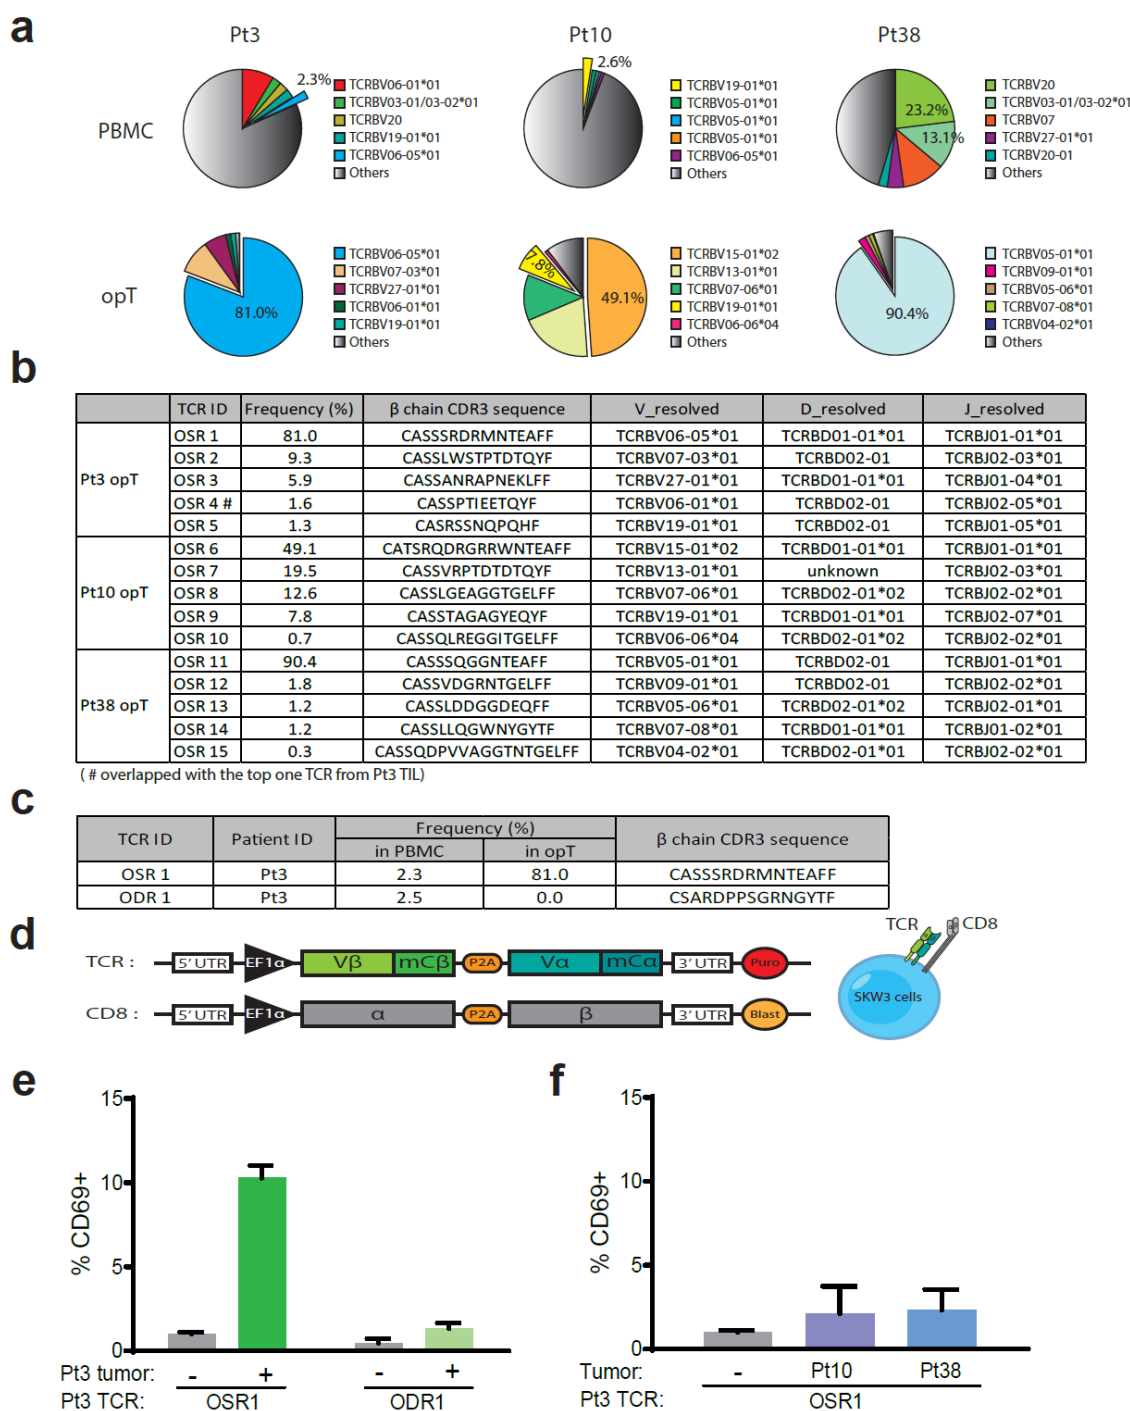 a
Pt3 Pt10 Pt38
PBMC
2.3%
TCRBV06-01*01
TCRBV03-01/03-02*01
TCRBV20
TCRBV19-01*01
TCRBV06-05*01
Others
2.6%
TCRBV19-01*01
TCRBV05-01*01
TCRBV05-01*01
TCRBV05-01*01
TCRBV06-05*01
Others
23.2%
13.1%
TCRBV20
TCRBV03-01/03-02*01
TCRBV07
TCRBV27-01*01
TCRBV20-01
Others
opT
81.0%
TCRBV06-05*01
TCRBV07-03*01
TCRBV27-01*01
TCRBV06-01*01
TCRBV19-01*01
Others
7.8%
49.1%
TCRBV15-01*02
TCRBV13-01*01
TCRBV07-06*01
TCRBV19-01*01
TCRBV06-06*04
Others
90.4%
TCRBV05-01*01
TCRBV09-01*01
TCRBV05-06*01
TCRBV07-08*01
TCRBV04-02*01
Others
b
TCR ID Frequency (%) β chain CDR3 sequence V_resolved D_resolved J_resolved
Pt3 opT
OSR 1 81.0 CASSSRDRMNTEAFF TCRBV06-05*01 TCRBD01-01*01 TCRBJ01-01*01
OSR 2 9.3 CASSLWSTPTDTQYF TCRBV07-03*01 TCRBD02-01 TCRBJ02-03*01
OSR 3 5.9 CASSANRAPNEKLFF TCRBV27-01*01 TCRBD01-01*01 TCRBJ01-04*01
OSR 4 # 1.6 CASSPTIEETQYF TCRBV06-01*01 TCRBD02-01 TCRBJ02-05*01
OSR 5 1.3 CASRSSNQPQHF TCRBV19-01*01 TCRBD02-01 TCRBJ01-05*01
Pt10 opT
OSR 6 49.1 CATSRQDRGRRWNTEAFF TCRBV15-01*02 TCRBD01-01*01 TCRBJ01-01*01
OSR 7 19.5 CASSVRPTDTDTQYF TCRBV13-01*01 unknown TCRBJ02-03*01
OSR 8 12.6 CASSLGEAGGTGELFF TCRBV07-06*01 TCRBD02-01*02 TCRBJ02-02*01
OSR 9 7.8 CASSTAGAGYEQYF TCRBV19-01*01 TCRBD02-01*01 TCRBJ02-07*01
OSR 10 0.7 CASSQLREGGITGELFF TCRBV06-06*04 TCRBD02-01*02 TCRBJ02-02*01
Pt38 opT
OSR 11 90.4 CASSSQGGNTEAFF TCRBV05-01*01 TCRBD02-01 TCRBJ01-01*01
OSR 12 1.8 CASSVDGRNTGELFF TCRBV09-01*01 TCRBD02-01 TCRBJ02-02*01
OSR 13 1.2 CASSLDDGGDEQFF TCRBV05-06*01 TCRBD02-01*02 TCRBJ02-01*01
OSR 14 1.2 CASSLLQGWNYGYTF TCRBV07-08*01 TCRBD01-01*01 TCRBJ01-02*01
OSR 15 0.3 CASSQDPVVAGGTNTGELFF TCRBV04-02*01 TCRBD02-01*01 TCRBJ02-02*01
( # overlapped with the top one TCR from Pt3 TIL)
c
TCR ID Patient ID Frequency (%) β chain CDR3 sequence
in PBMC in opT
OSR 1 Pt3 2.3 81.0 CASSSRDRMNTEAFF
ODR 1 Pt3 2.5 0.0 CSARDPPSGRNGYTF
d
TCR : 5' UTR EF1α Vβ mCβ P2A Vα mCα 3' UTR Puro
CD8 : 5' UTR EF1α α P2A β 3' UTR Blast
TCR CD8
SKW3 cells
e
% CD69+
15
10
5
0
Pt3 tumor: - + - +
Pt3 TCR: OSR1 ODR1
f
% CD69+
15
10
5
0
Tumor: - Pt10 Pt38
Pt3 TCR: OSR1